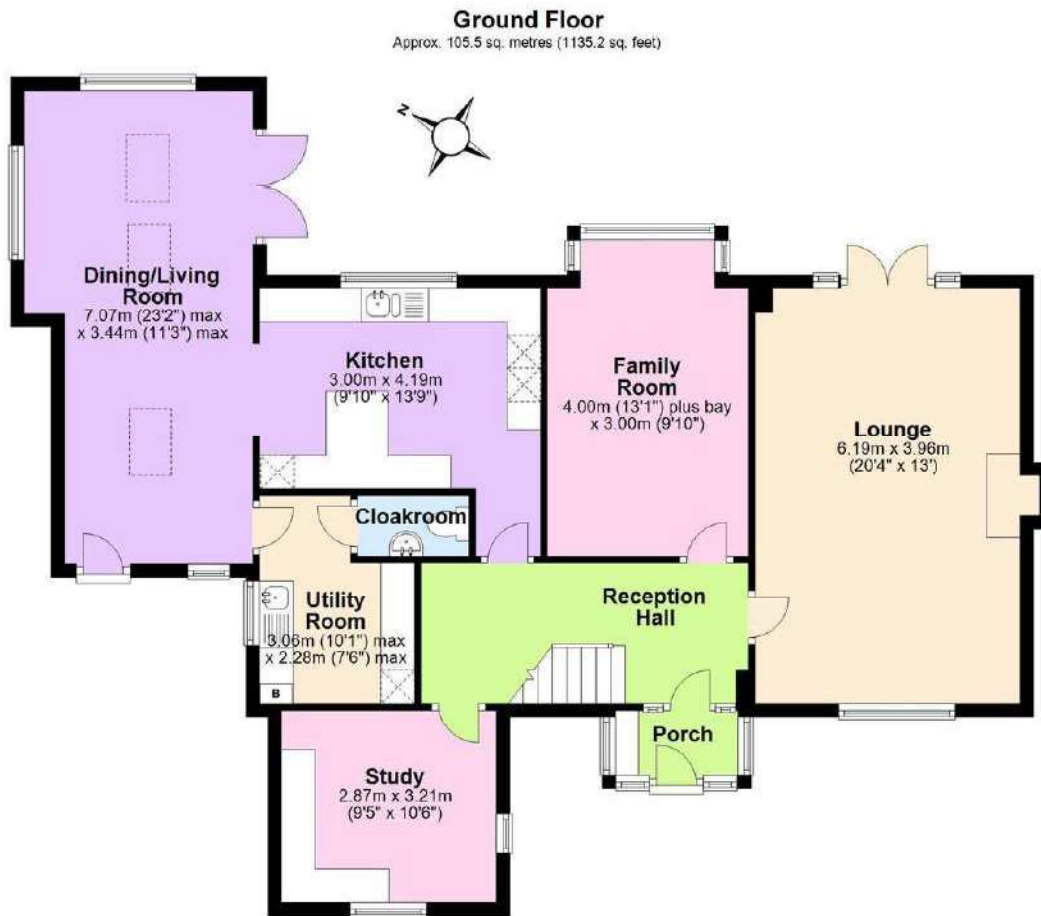 Ground Floor
Approx. 105.5 sq. metres (1135.2 sq. feet)
N
Dining/Living
Room
7.07m (23'2") max
x 3.44m (11'3") max
Kitchen
3.00m x 4.19m
(9'10" x 13'9")
Family
Room
4.00m (13'1") plus bay
x 3.00m (9'10")
Lounge
6.19m x 3.96m
(20'4" x 13')
Cloakroom
Utility
Room
3.06m (10'1") max
x 2.28m (7'6") max
B
Reception
Hall
Porch
Study
2.87m x 3.21m
(9'5" x 10'6")